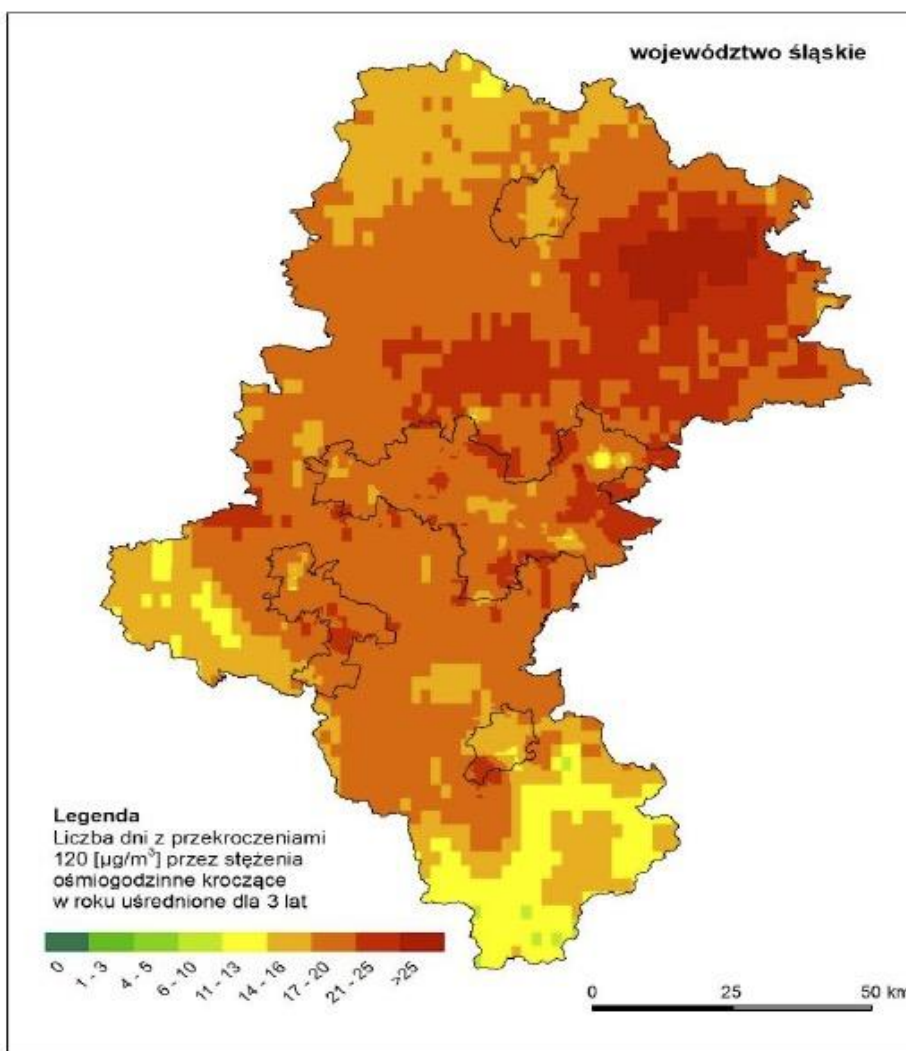 województwo śląskie
Legenda
Liczba dni z przekroczeniami
120 [µg/m³] przez stężenia
ośmiogodzinne kroczące
w roku uśrednione dla 3 lat
0
1 - 3
4 - 5
6 - 10
11 - 13
14 - 16
17 - 20
21 - 25
>25
0 25 50 km